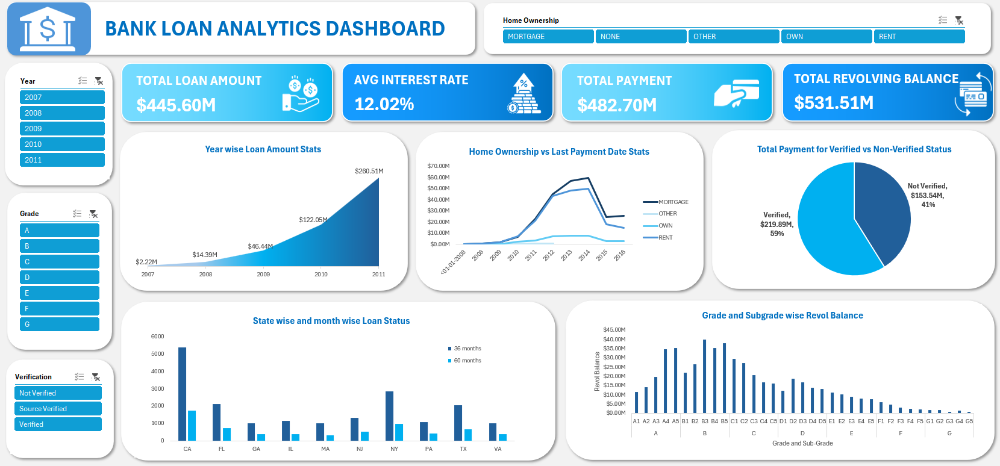 BANK LOAN ANALYTICS DASHBOARD
Home Ownership
MORTGAGE NONE OTHER OWN RENT
Year
2007
2008
2009
2010
2011
TOTAL LOAN AMOUNT
$445.60M
AVG INTEREST RATE
12.02%
TOTAL PAYMENT
$482.70M
TOTAL REVOLVING BALANCE
$531.51M
Grade
A
B
C
D
E
F
G
Verification
Not Verified
Source Verified
Verified
Year wise Loan Amount Stats
$260.51M
$122.05M
$46.44M
$14.39M
$2.22M
2007 2008 2009 2010 2011
Home Ownership vs Last Payment Date Stats
$70.00M
$60.00M
$50.00M
$40.00M
$30.00M
$20.00M
$10.00M
$0.00M
<01-01-2008 2008 2009 2010 2011 2012 2013 2014 2015 2016
MORTGAGE
OTHER
OWN
RENT
Total Payment for Verified vs Non-Verified Status
Not Verified,
$153.54M,
41%
Verified,
$219.89M,
59%
State wise and month wise Loan Status
6000
5000
4000
3000
2000
1000
0
36 months
60 months
CA FL GA IL MA NJ NY PA TX VA
Grade and Subgrade wise Revol Balance
Revol Balance
$45.00M
$40.00M
$35.00M
$30.00M
$25.00M
$20.00M
$15.00M
$10.00M
$5.00M
$0.00M
A1 A2 A3 A4 A5 B1 B2 B3 B4 B5 C1 C2 C3 C4 C5 D1 D2 D3 D4 D5 E1 E2 E3 E4 E5 F1 F2 F3 F4 F5 G1 G2 G3 G4 G5
A B C D E F G
Grade and Sub-Grade